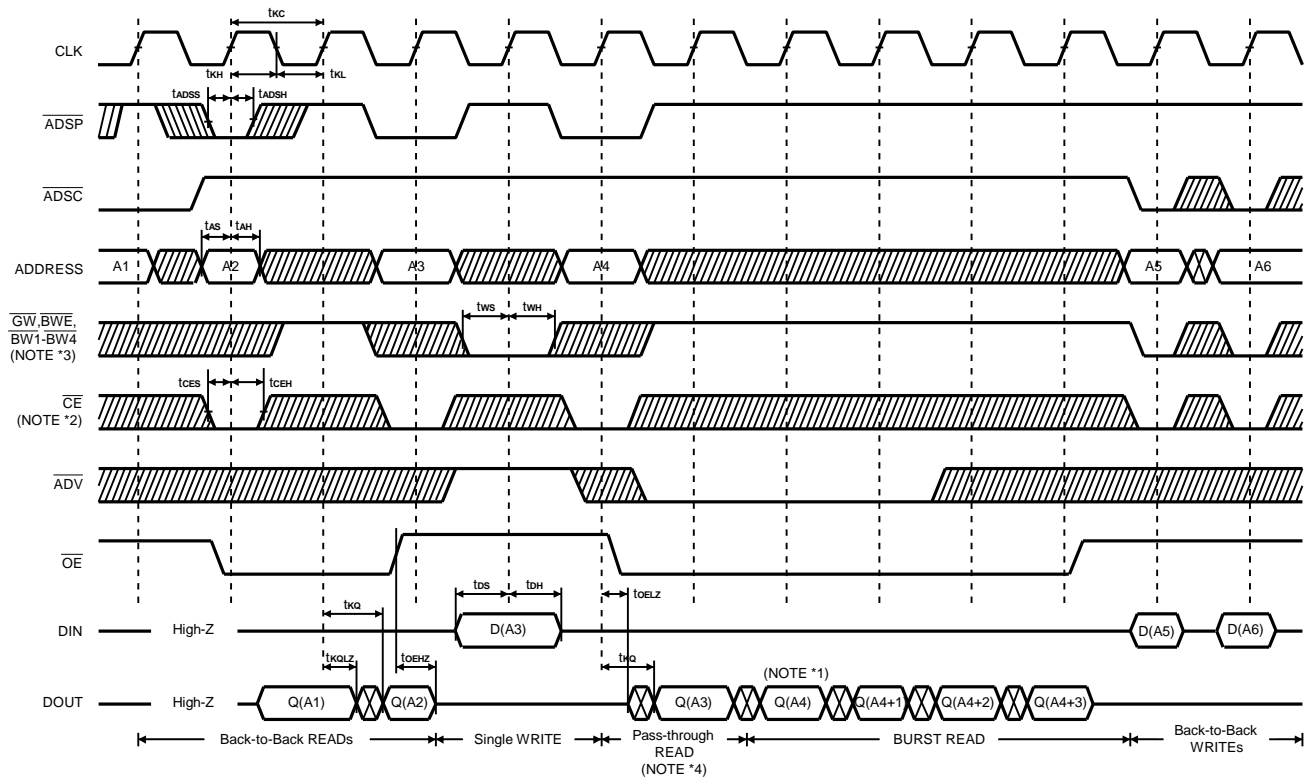 tKC
CLK
tKH
tKL
tADSS
tADSH
ADSP
ADSC
tAS
tAH
ADDRESS
A1
A2
A3
A4
A5
A6
GW,BWE,
BW1-BW4
(NOTE *3)
tWS
tWH
tCES
tCEH
CE
(NOTE *2)
ADV
OE
tDS
tDH
tOELZ
tKQ
DIN
High-Z
D(A3)
D(A5)
D(A6)
tKQLZ
tOEHZ
tKQ
(NOTE *1)
DOUT
High-Z
Q(A1)
Q(A2)
Q(A3)
Q(A4)
Q(A4+1)
Q(A4+2)
Q(A4+3)
Back-to-Back READs
Single WRITE
Pass-through
READ
(NOTE *4)
BURST READ
Back-to-Back
WRITEs